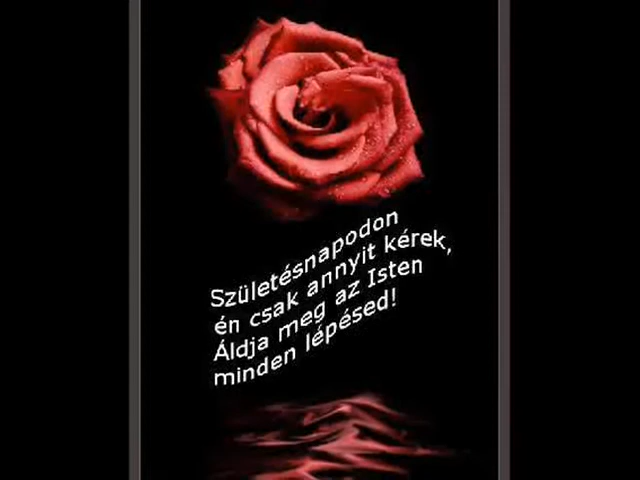 Születésnapodon
én csak annyit kérek,
Áldja meg az Isten
minden lépésed!